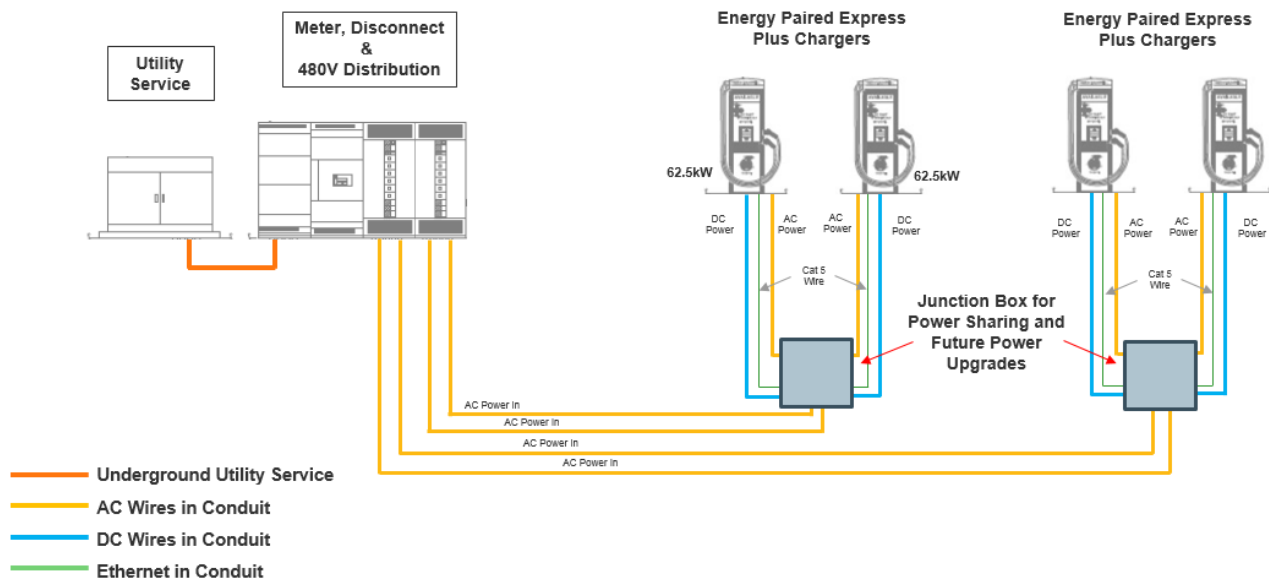 Utility
Service
Meter, Disconnect
&
480V Distribution
Energy Paired Express
Plus Chargers
Energy Paired Express
Plus Chargers
62.5kW
62.5kW
DC
Power
AC
Power
AC
Power
DC
Power
DC
Power
AC
Power
AC
Power
DC
Power
Cat 5
Wire
Cat 5
Wire
Junction Box for
Power Sharing and
Future Power
Upgrades
AC Power In
AC Power In
AC Power In
AC Power In
Underground Utility Service
AC Wires in Conduit
DC Wires in Conduit
Ethernet in Conduit